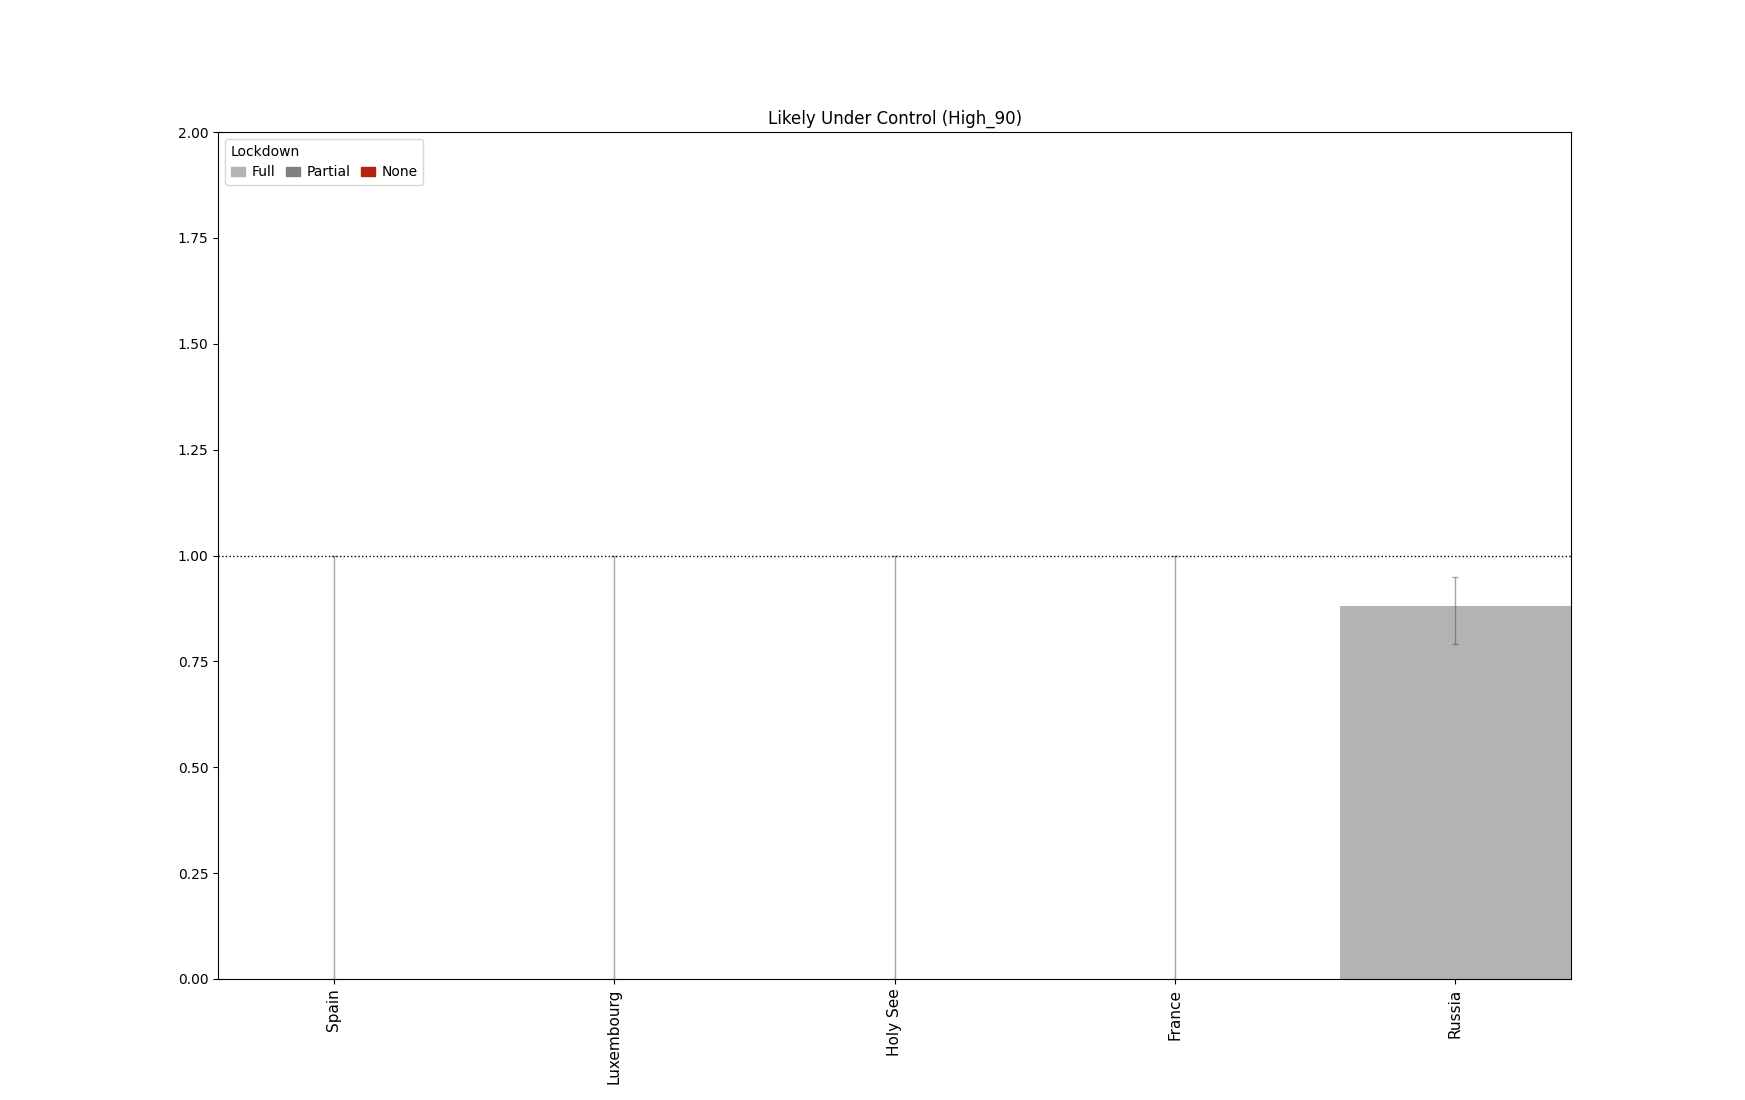 Likely Under Control (High_90)
Lockdown
Full Partial None
2.00
1.75
1.50
1.25
1.00
0.75
0.50
0.25
0.00
Spain
Luxembourg
Holy See
France
Russia